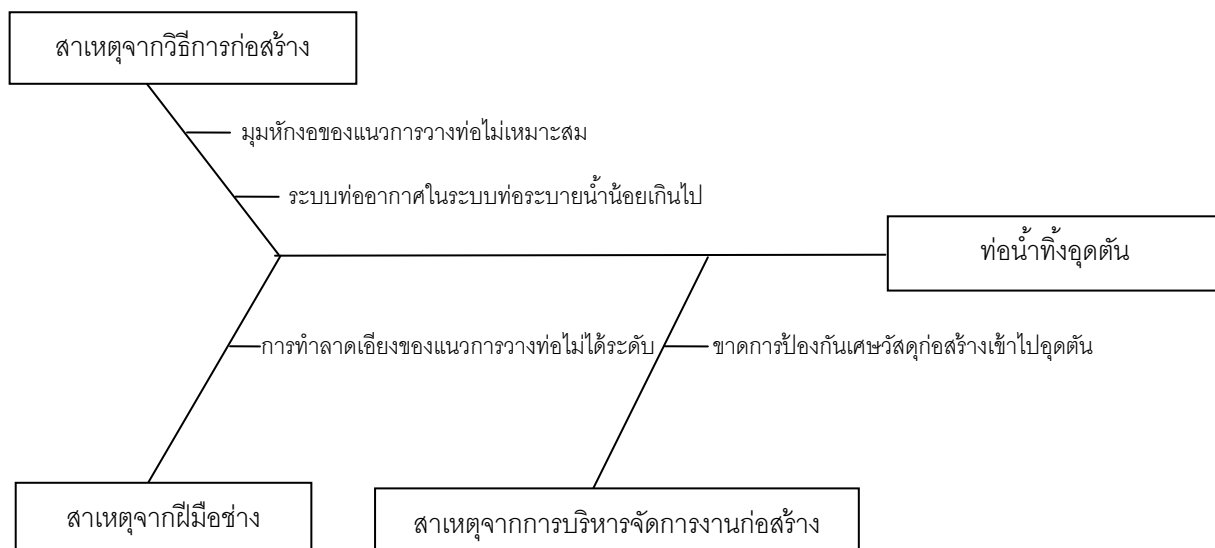 สาเหตุจากวิธีการก่อสร้าง
มุมหักงอของแนวการวางท่อไม่เหมาะสม
ระบบท่ออากาศในระบบท่อระบายน้ำน้อยเกินไป
ท่อน้ำทิ้งอุดตัน
การทำลาดเอียงของแนวการวางท่อไม่ได้ระดับ
ขาดการป้องกันเศษวัสดุก่อสร้างเข้าไปอุดตัน
สาเหตุจากฝีมือช่าง
สาเหตุจากการบริหารจัดการงานก่อสร้าง